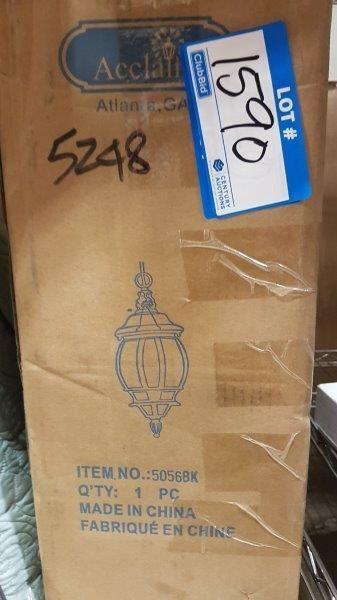 Acclaim
Atlanta, GA
5248
LOT #
1590
ClubBid
CENTURY
AUCTIONS
ITEM NO.:5056BK
Q'TY: 1 PC
MADE IN CHINA
FABRIQUÉ EN CHINE